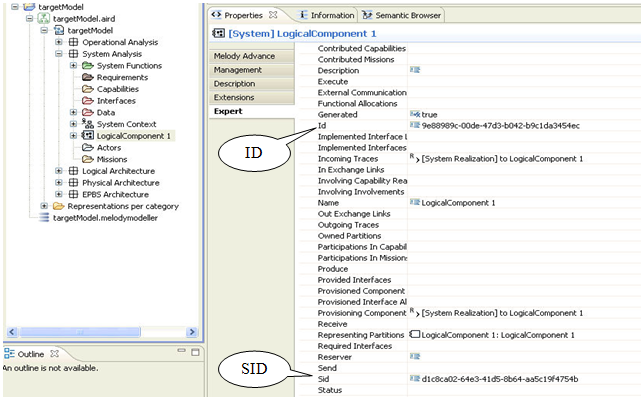 targetModel
targetModel.aird
targetModel
Operational Analysis
System Analysis
System Functions
Requirements
Capabilities
Interfaces
Data
System Context
LogicalComponent 1
Actors
Missions
Logical Architecture
Physical Architecture
EPBS Architecture
Representations per category
targetModel.melodymodeller
Outline
An outline is not available.
Properties
Information
Semantic Browser
[System] LogicalComponent 1
Melody Advance
Management
Description
Extensions
Expert
Contributed Capabilities
Contributed Missions
Description
Execute
External Communication
Functional Allocations
Generated true
Id 9e88989c-00de-47d3-b042-b9c1da3454ec
Implemented Interface L
Implemented Interfaces
Incoming Traces [System Realization] to LogicalComponent 1
In Exchange Links
Involving Capability Rea
Involving Involvements
Name LogicalComponent 1
Out Exchange Links
Outgoing Traces
Owned Partitions
Participations In Capabil
Participations In Missions
Produce
Provided Interfaces
Provisioned Component
Provisioned Interface Al
Provisioning Component [System Realization] to LogicalComponent 1
Receive
Representing Partitions LogicalComponent 1: LogicalComponent 1
Required Interfaces
Reserver
Send
Sid d1c8ca02-64e3-41d5-8b64-aa5c19f4754b
Status
ID
SID